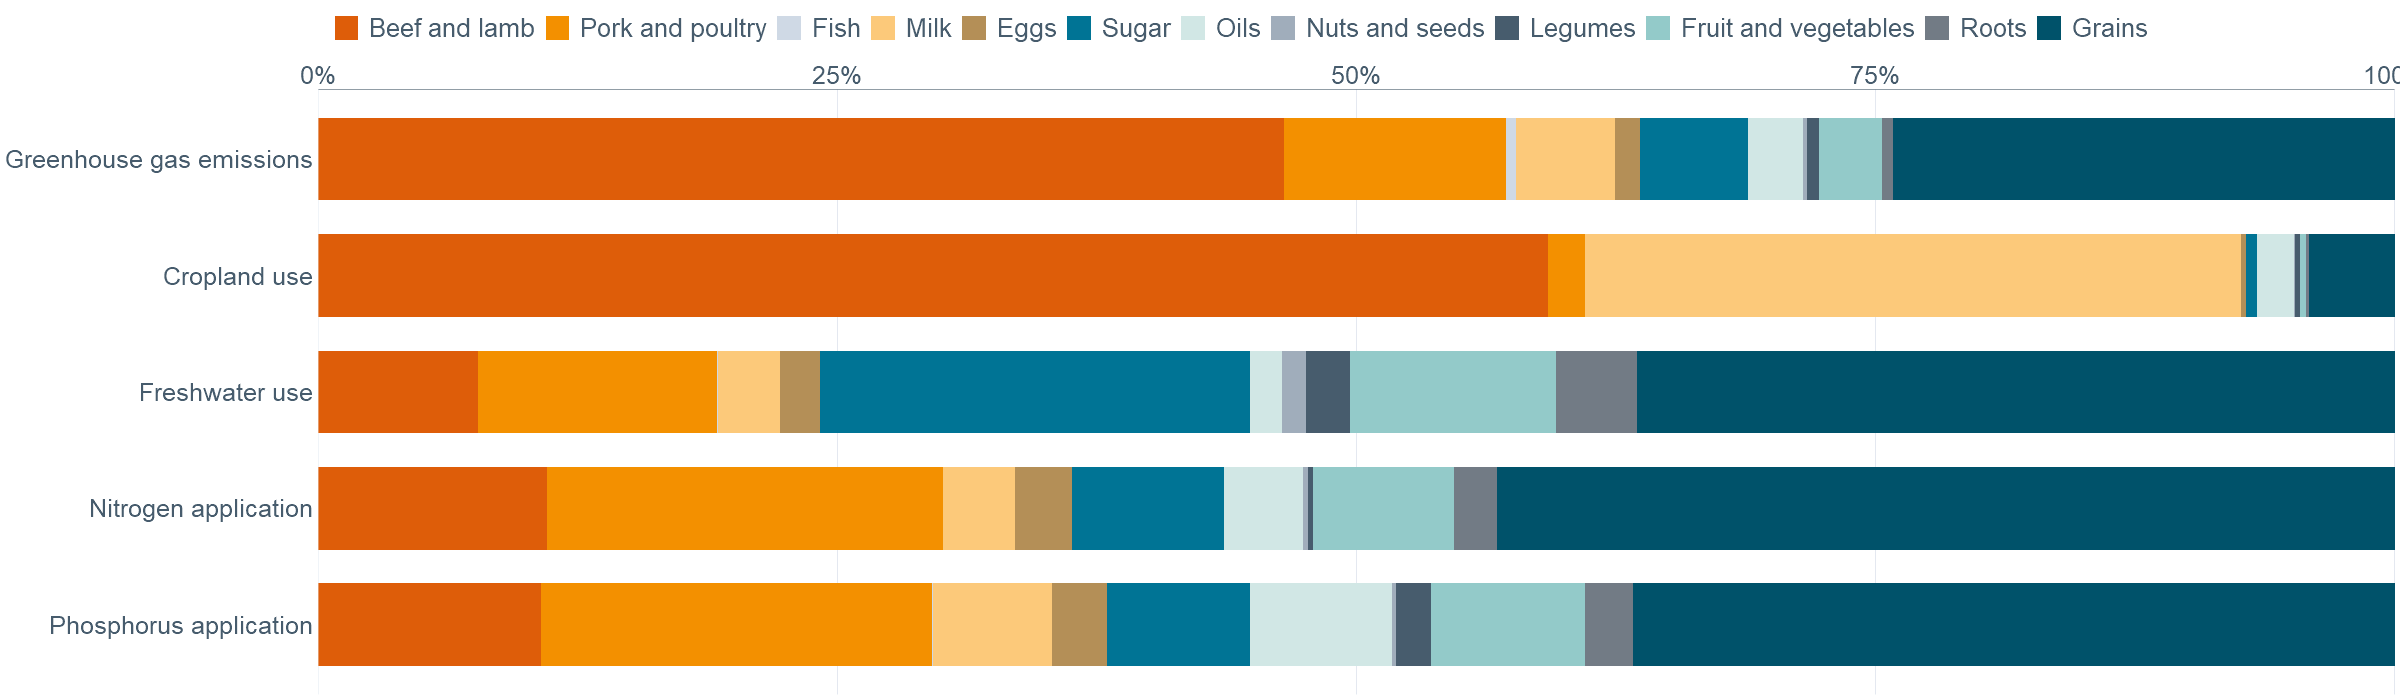 Beef and lamb Pork and poultry Fish Milk Eggs Sugar Oils Nuts and seeds Legumes Fruit and vegetables Roots Grains
0% 25% 50% 75% 100
Greenhouse gas emissions
Cropland use
Freshwater use
Nitrogen application
Phosphorus application